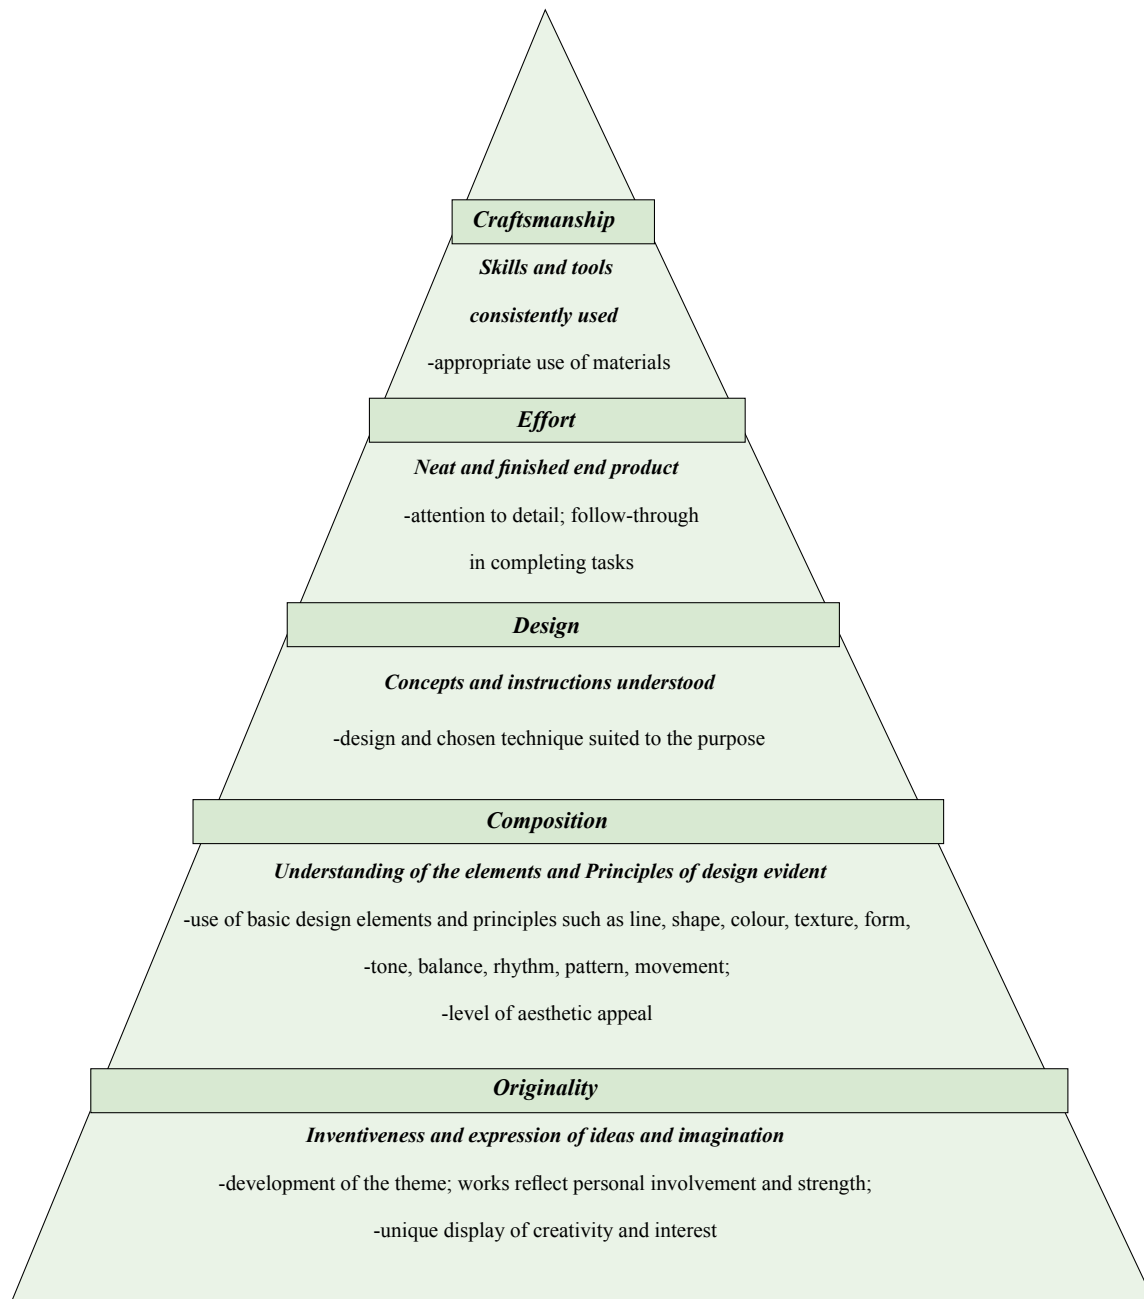 Craftsmanship
Skills and tools
consistently used
-appropriate use of materials
Effort
Neat and finished end product
-attention to detail; follow-through
in completing tasks
Design
Concepts and instructions understood
-design and chosen technique suited to the purpose
Composition
Understanding of the elements and Principles of design evident
-use of basic design elements and principles such as line, shape, colour, texture, form,
-tone, balance, rhythm, pattern, movement;
-level of aesthetic appeal
Originality
Inventiveness and expression of ideas and imagination
-development of the theme; works reflect personal involvement and strength;
-unique display of creativity and interest